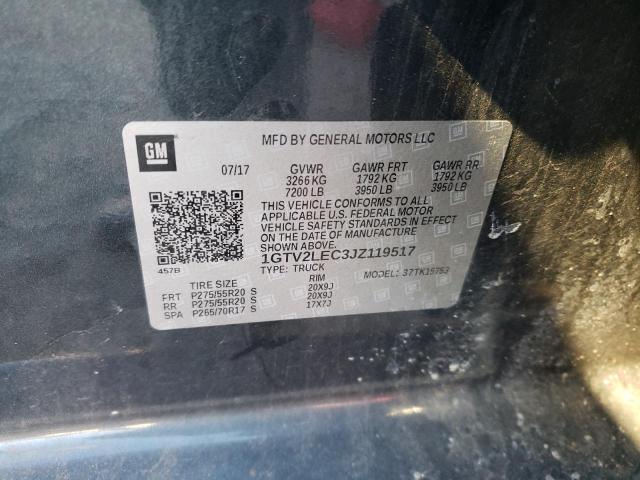 GM
MFD BY GENERAL MOTORS LLC
07/17 GVWR GAWR FRT GAWR RR
3266 KG 1792 KG 1792 KG
7200 LB 3950 LB 3950 LB
THIS VEHICLE CONFORMS TO ALL
APPLICABLE U.S. FEDERAL MOTOR
VEHICLE SAFETY STANDARDS IN EFFECT
ON THE DATE OF MANUFACTURE
SHOWN ABOVE.
1GTV2LEC3JZ119517
457B TYPE: TRUCK MODEL:
TIRE SIZE RIM
FRT P275/55R20 S 20X9J
RR P275/55R20 S 20X9J
SPA P265/70R17 S 17X7J